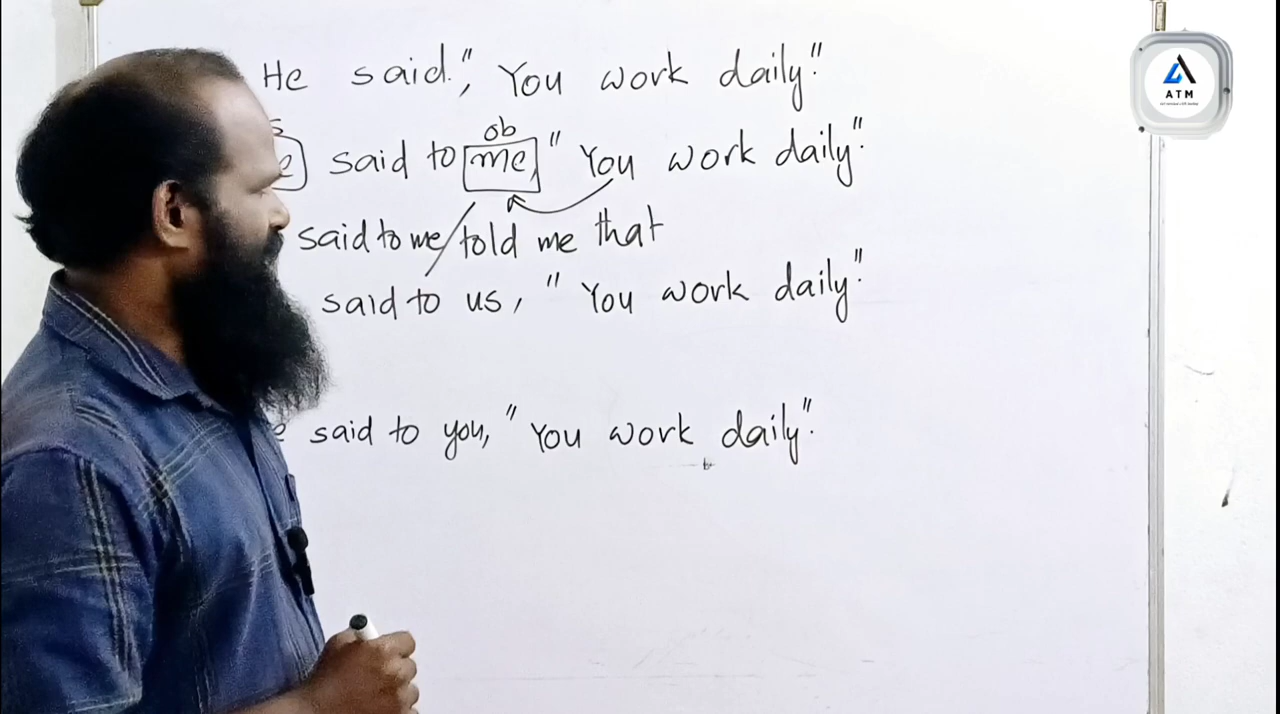 He said.", You work daily."
s ob
e said to me, " You work daily."
said to me/told me that
said to us, " You work daily."
e said to you, " You work daily."
ATM